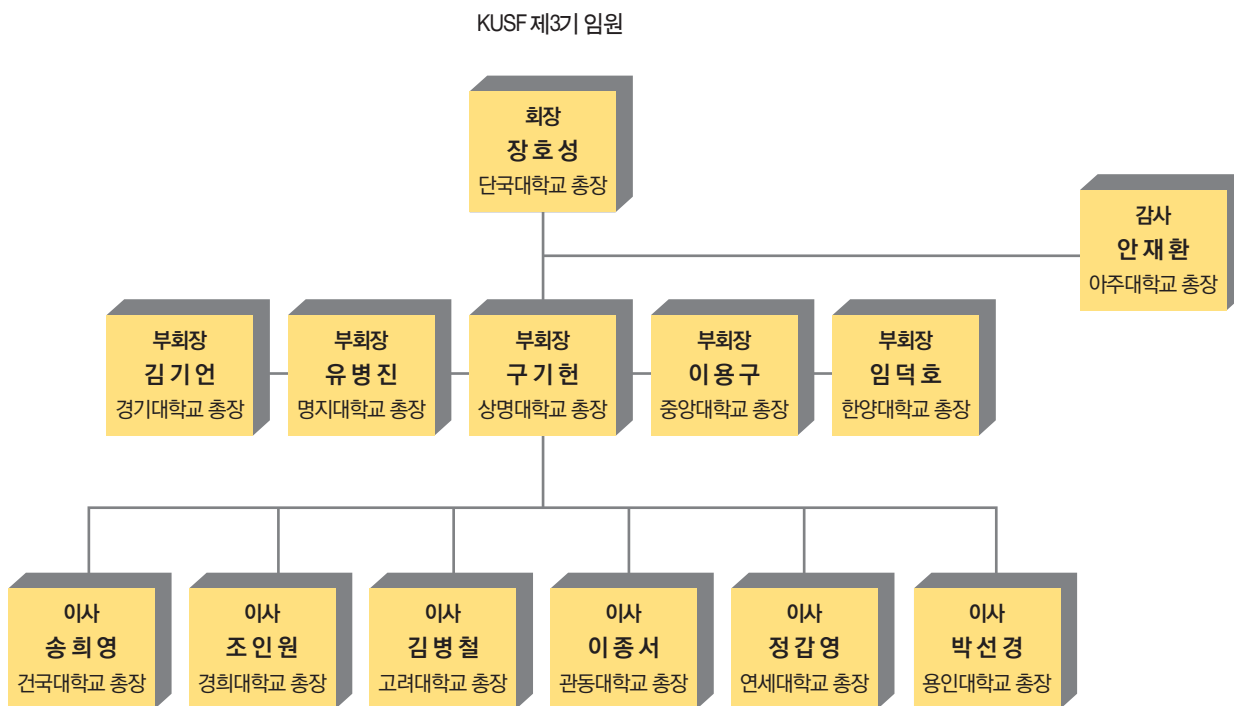 KUSF 제3기 임원
회장
장호성
단국대학교 총장
감사
안재환
아주대학교 총장
부회장
김기언
경기대학교 총장
부회장
유병진
명지대학교 총장
부회장
구기헌
상명대학교 총장
부회장
이용구
중앙대학교 총장
부회장
임덕호
한양대학교 총장
이사
송희영
건국대학교 총장
이사
조인원
경희대학교 총장
이사
김병철
고려대학교 총장
이사
이종서
관동대학교 총장
이사
정갑영
연세대학교 총장
이사
박선경
용인대학교 총장